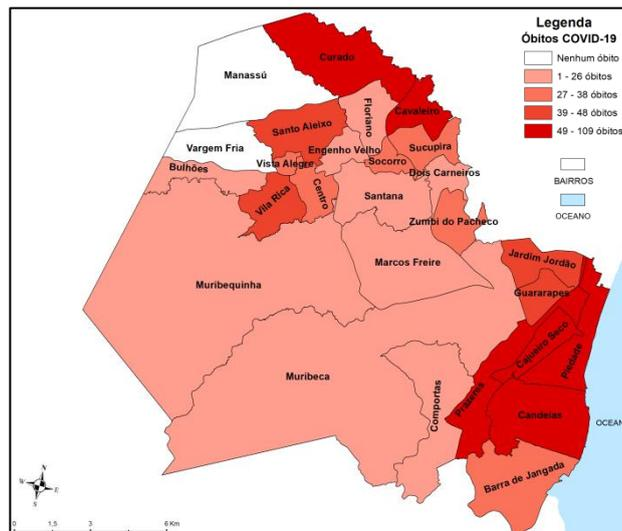 Legenda
Óbitos COVID-19
Nenhum óbito
1 - 26 óbitos
27 - 38 óbitos
39 - 48 óbitos
49 - 109 óbitos
BAIRROS
OCEANO
Curado
Manassú
Cavaleiro
Floriano
Santo Aleixo
Vargem Fria
Engenho Velho
Sucupira
Vista Alegre
Socorro
Bulhões
Dois Carneiros
Vila Rica
Centro
Santana
Zumbi do Pacheco
Marcos Freire
Jardim Jordão
Muribequinha
Guararapes
Cajueiro Seco
Piedade
Muribeca
Comportas
Prazeres
Candeias
OCEANO
Barra de Jangada
N
W
E
S
0 1,5 3 6 Km